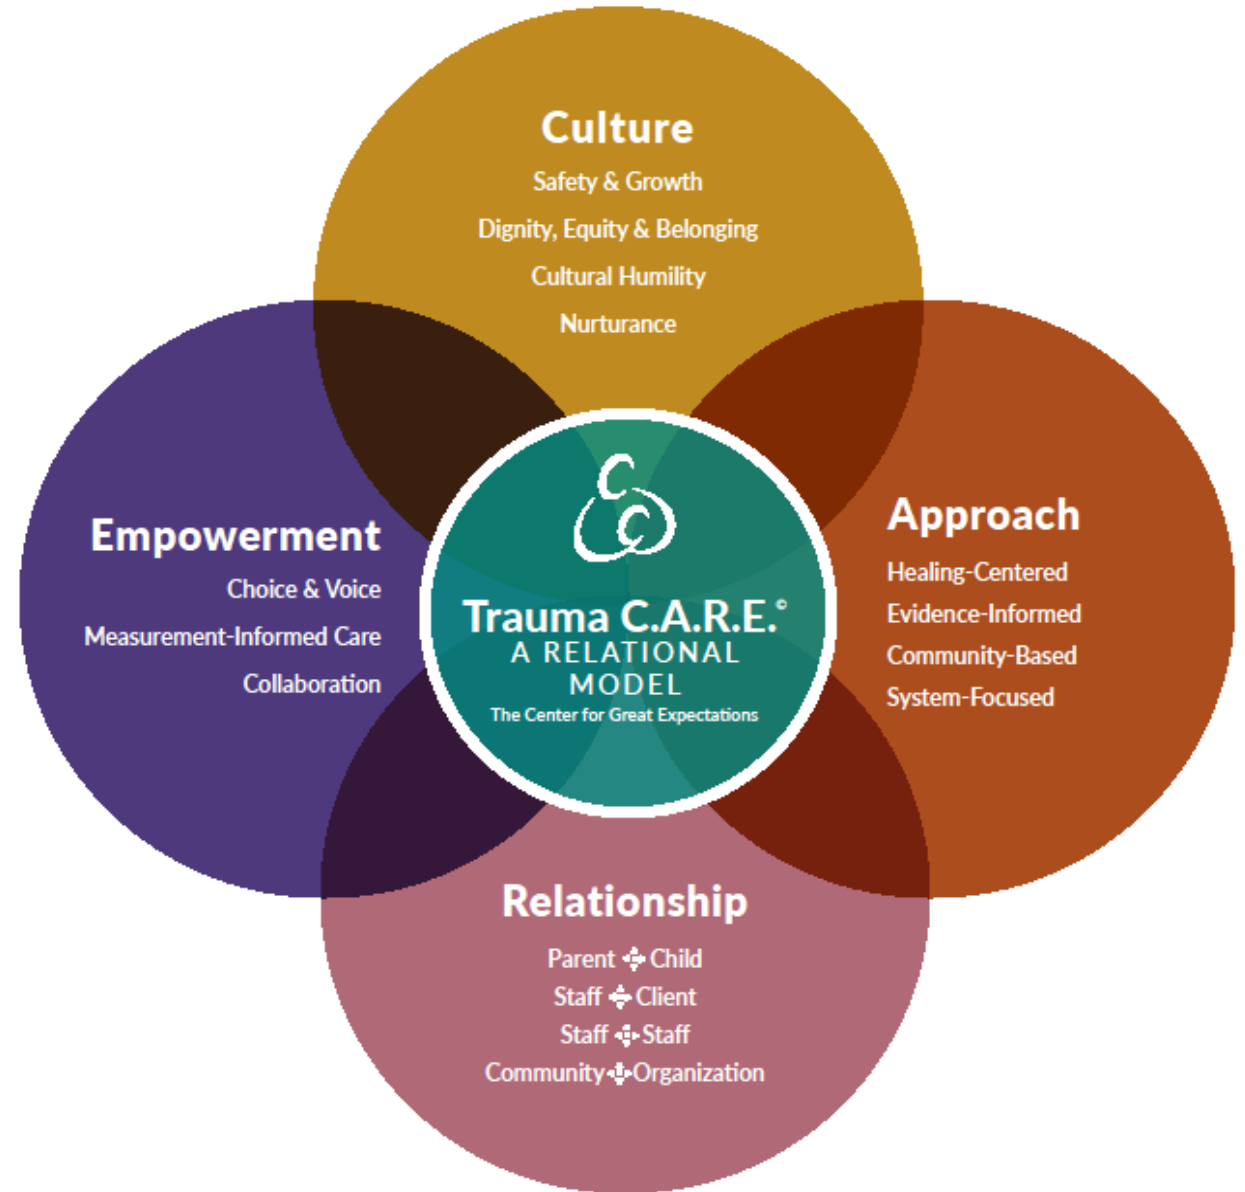 Culture
Safety & Growth
Dignity, Equity & Belonging
Cultural Humility
Nurturance
Empowerment
Choice & Voice
Measurement-Informed Care
Collaboration
Trauma C.A.R.E.©
A RELATIONAL
MODEL
The Center for Great Expectations
Approach
Healing-Centered
Evidence-Informed
Community-Based
System-Focused
Relationship
Parent Child
Staff Client
Staff Staff
Community Organization